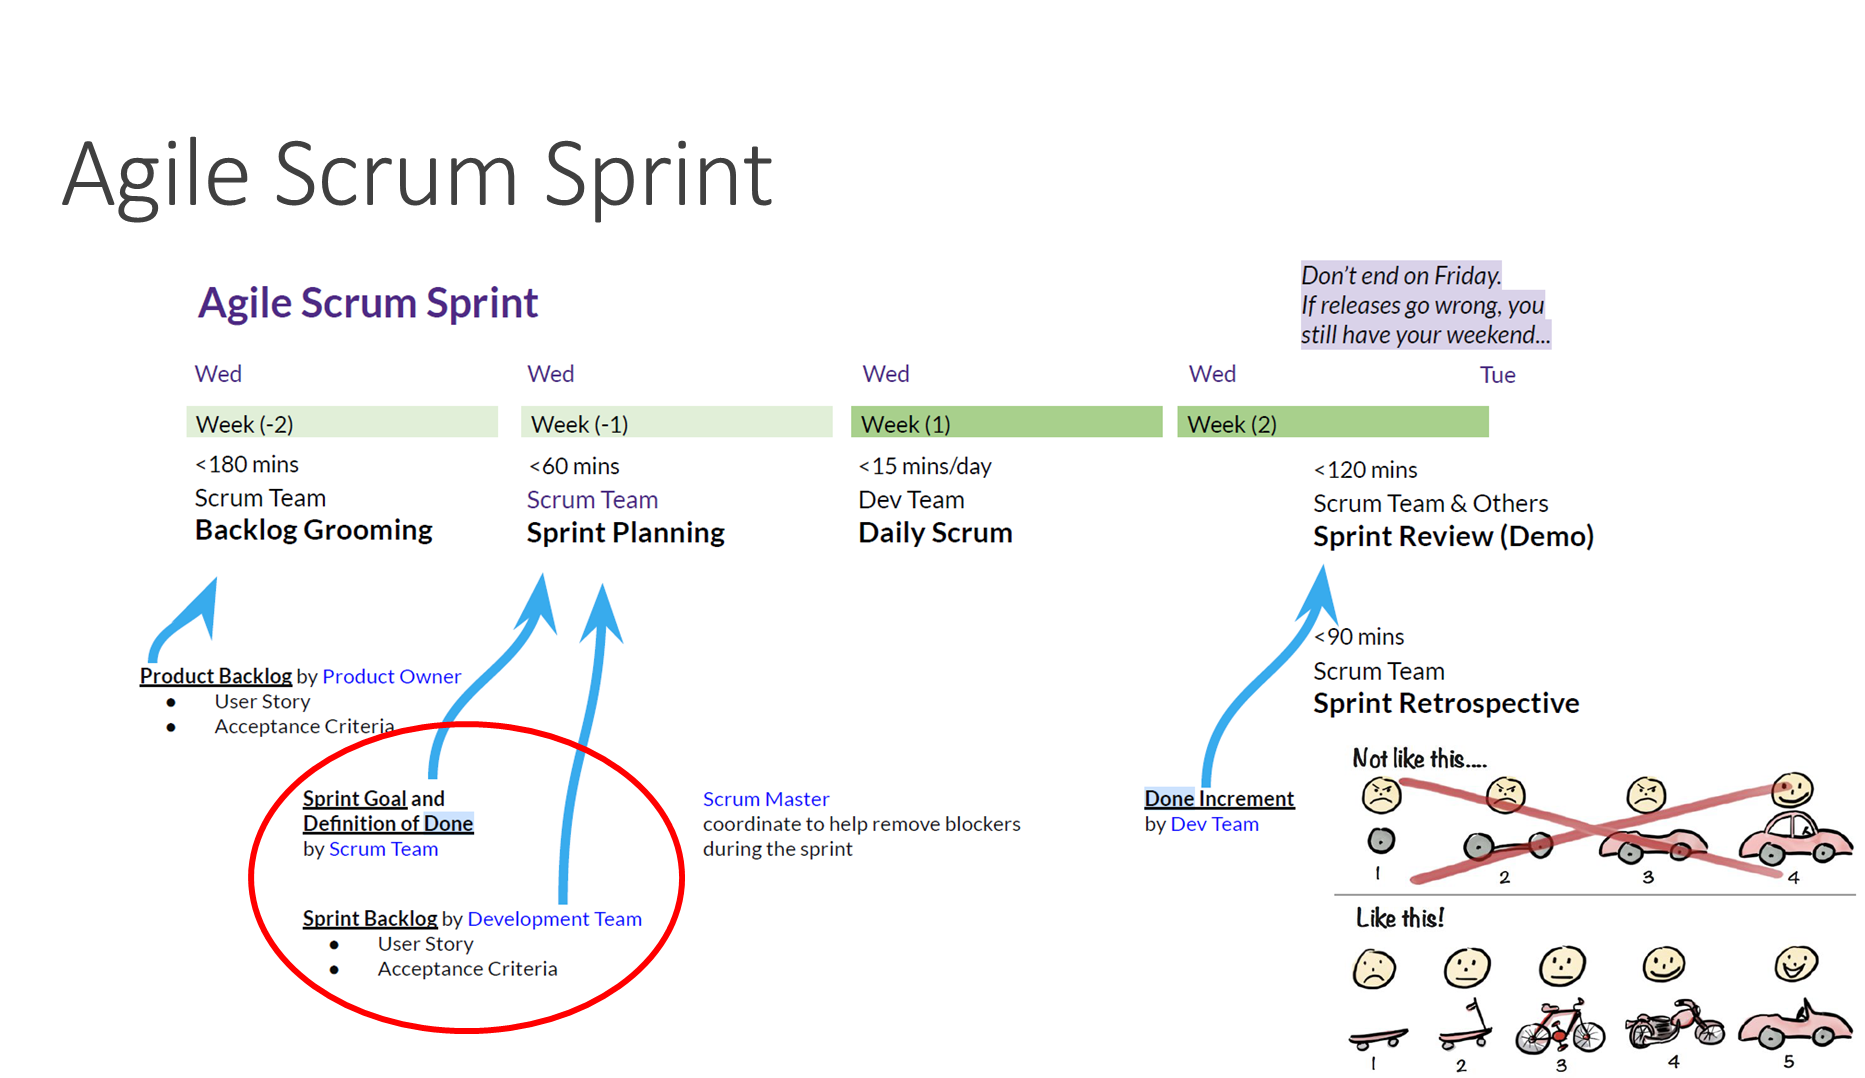 Agile Scrum Sprint
Agile Scrum Sprint
Don't end on Friday.
If releases go wrong, you
still have your weekend...
Wed
Wed
Wed
Wed
Tue
Week (-2)
Week (-1)
Week (1)
Week (2)
<180 mins
Scrum Team
Backlog Grooming
<60 mins
Scrum Team
Sprint Planning
<15 mins/day
Dev Team
Daily Scrum
<120 mins
Scrum Team & Others
Sprint Review (Demo)
<90 mins
Scrum Team
Sprint Retrospective
Product Backlog by Product Owner
● User Story
● Acceptance Criteria
Sprint Goal and
Definition of Done
by Scrum Team
Sprint Backlog by Development Team
● User Story
● Acceptance Criteria
Scrum Master
coordinate to help remove blockers
during the sprint
Done Increment
by Dev Team
Not like this....
1
2
3
4
Like this!
1
2
3
4
5